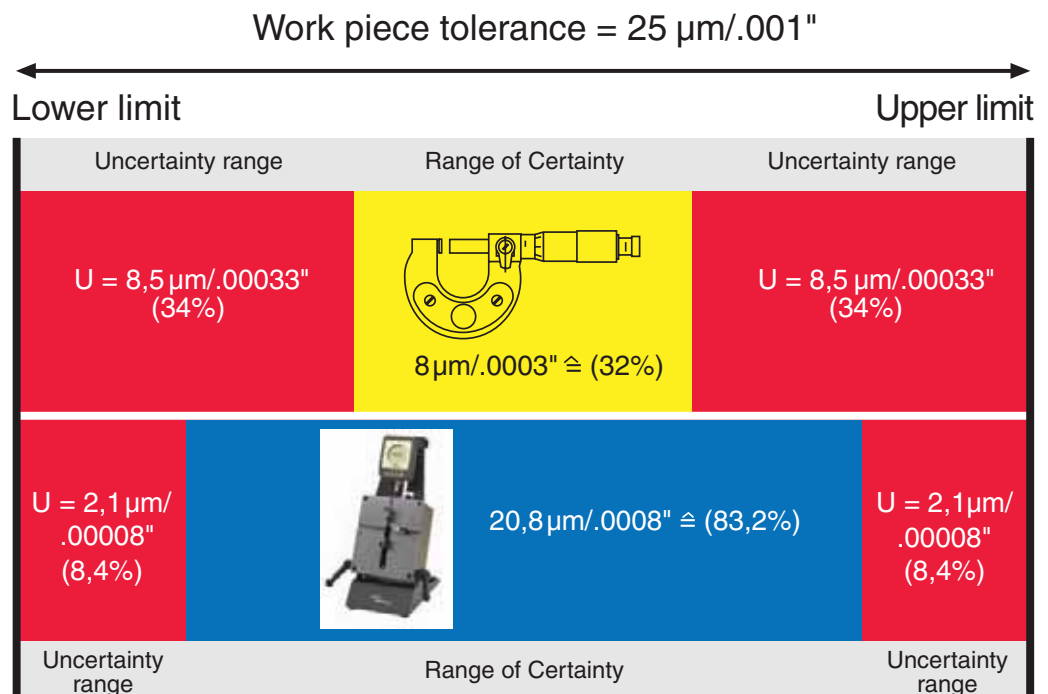 Work piece tolerance = 25 µm/.001"
Lower limit
Upper limit
Uncertainty range
Range of Certainty
Uncertainty range
U = 8,5 µm/.00033"
(34%)
8 µm/.0003" ≙ (32%)
U = 8,5 µm/.00033"
(34%)
U = 2,1 µm/
.00008"
(8,4%)
20,8 µm/.0008" ≙ (83,2%)
U = 2,1µm/
.00008"
(8,4%)
Uncertainty
range
Range of Certainty
Uncertainty
range